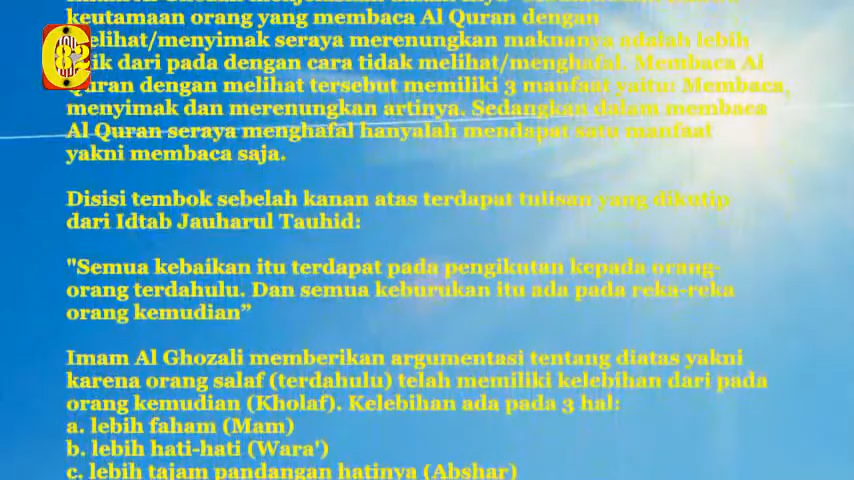 keutamaan orang yang membaca Al Quran dengan
melihat/menyimak seraya merenungkan maknanya adalah lebih
baik dari pada dengan cara tidak melihat/menghafal. Membaca Al
Quran dengan melihat tersebut memiliki 3 manfaat yaitu: Membaca,
menyimak dan merenungkan artinya. Sedangkan dalam membaca
Al Quran seraya menghafal hanyalah mendapat satu manfaat
yakni membaca saja.
Disisi tembok sebelah kanan atas terdapat tulisan yang dikutip
dari Idtab Jauharul Tauhid:
"Semua kebaikan itu terdapat pada pengikutan kepada orang-
orang terdahulu. Dan semua keburukan itu ada pada reka-reka
orang kemudian”
Imam Al Ghozali memberikan argumentasi tentang diatas yakni
karena orang salaf (terdahulu) telah memiliki kelebihan dari pada
orang kemudian (Kholaf). Kelebihan ada pada 3 hal:
a. lebih faham (Mam)
b. lebih hati-hati (Wara')
c. lebih tajam pandangan hatinya (Abshar)